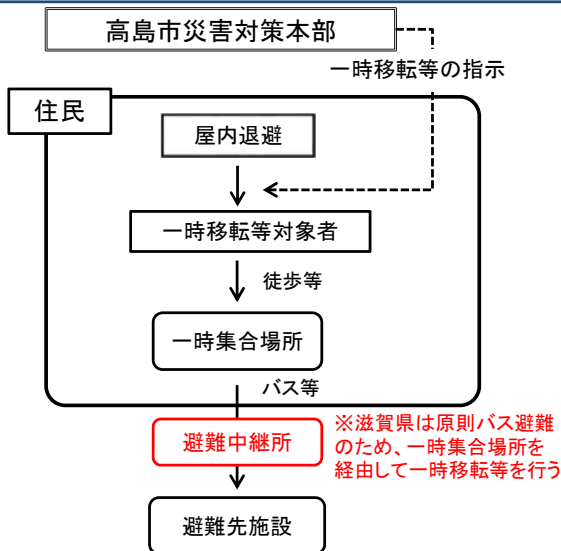 高島市災害対策本部
一時移転等の指示
住民
屋内退避
一時移転等対象者
徒歩等
一時集合場所
バス等
避難中継所
※滋賀県は原則バス避難
のため、一時集合場所を
経由して一時移転等を行う
避難先施設